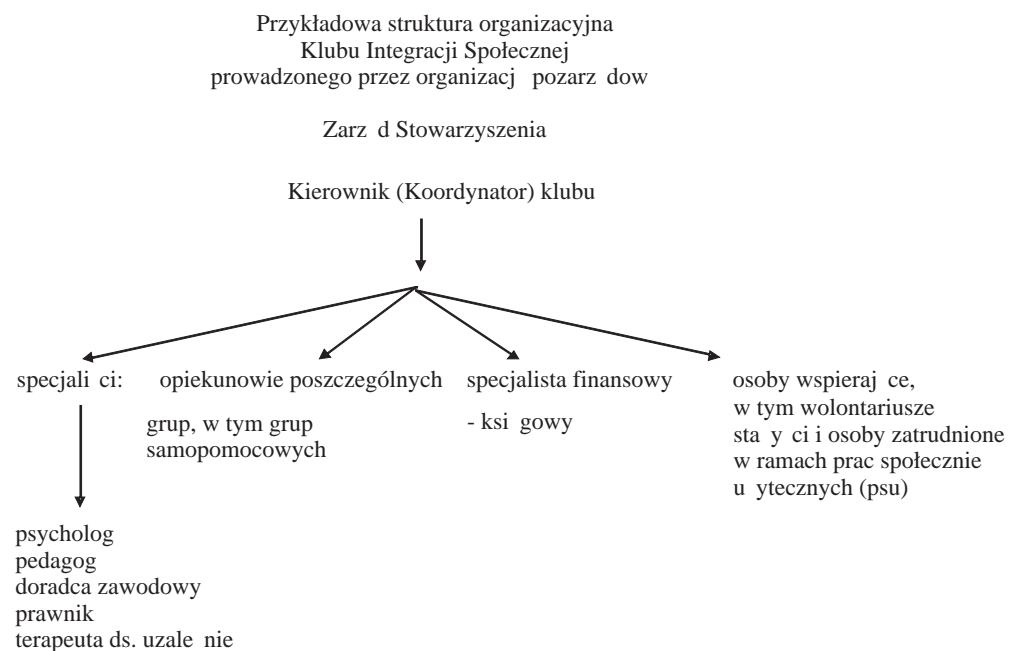 Przykładowa struktura organizacyjna
Klubu Integracji Społecznej
prowadzonego przez organizacj pozarz dow
Zarz d Stowarzyszenia
Kierownik (Koordynator) klubu
specjali ci:
psycholog
pedagog
doradca zawodowy
prawnik
terapeuta ds. uzale nie
opiekunowie poszczególnych
grup, w tym grup
samopomocowych
specjalista finansowy
- ksi gowy
osoby wspieraj ce,
w tym wolontariusze
sta y ci i osoby zatrudnione
w ramach prac społecznie
u ytecznych (psu)